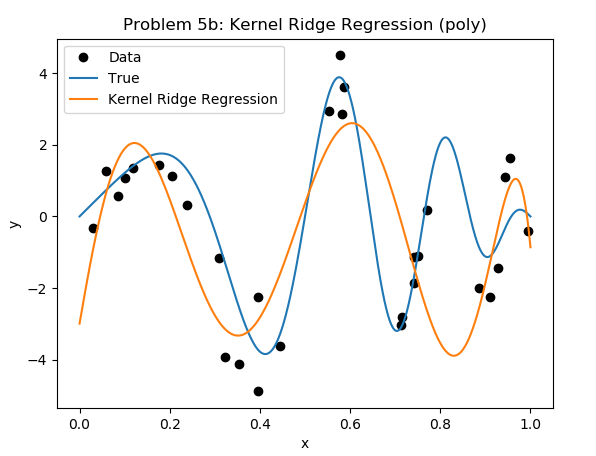 Problem 5b: Kernel Ridge Regression (poly)
Data
True
Kernel Ridge Regression
y
4
2
0
−2
−4
0.0 0.2 0.4 0.6 0.8 1.0
x